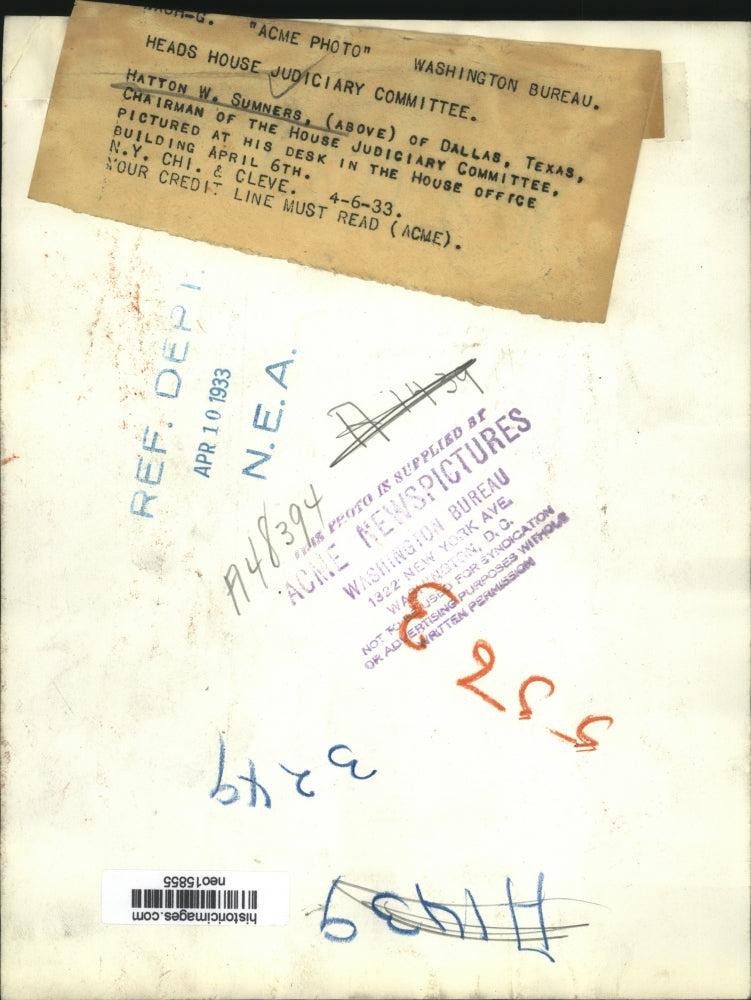 WASH-G. "ACME PHOTO" WASHINGTON BUREAU.
HEADS HOUSE JUDICIARY COMMITTEE.
HATTON W. SUMNERS, (ABOVE) OF DALLAS, TEXAS,
CHAIRMAN OF THE HOUSE JUDICIARY COMMITTEE,
PICTURED AT HIS DESK IN THE HOUSE OFFICE
BUILDING APRIL 6TH.
N.Y. CHI. & CLEVE. 4-6-33.
YOUR CREDIT LINE MUST READ (ACME).
REF. DEPT.
APR 10 1933
N.E.A.
A 1439
A48394
THIS PHOTO IS SUPPLIED BY
ACME NEWSPICTURES
WASHINGTON BUREAU
1322 NEW YORK AVE.
WASHINGTON, D. C.
NOT TO BE USED FOR SYNDICATION
OR ADVERTISING PURPOSES WITHOUT
WRITTEN PERMISSION
3249
A1439
historicimages.com
neo15855